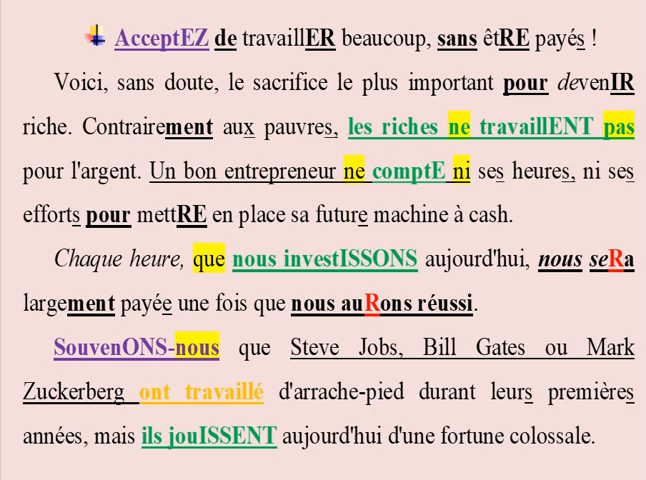 AcceptEZ de travaillER beaucoup, sans êtRE payés !
Voici, sans doute, le sacrifice le plus important pour devenIR
riche. Contrairement aux pauvres, les riches ne travaillENT pas
pour l'argent. Un bon entrepreneur ne comptE ni ses heures, ni ses
efforts pour mettRE en place sa future machine à cash.
Chaque heure, que nous investISSONS aujourd'hui, nous seRa
largement payée une fois que nous auRons réussi.
SouvenONS-nous que Steve Jobs, Bill Gates ou Mark
Zuckerberg ont travaillé d'arrache-pied durant leurs premières
années, mais ils jouISSENT aujourd'hui d'une fortune colossale.